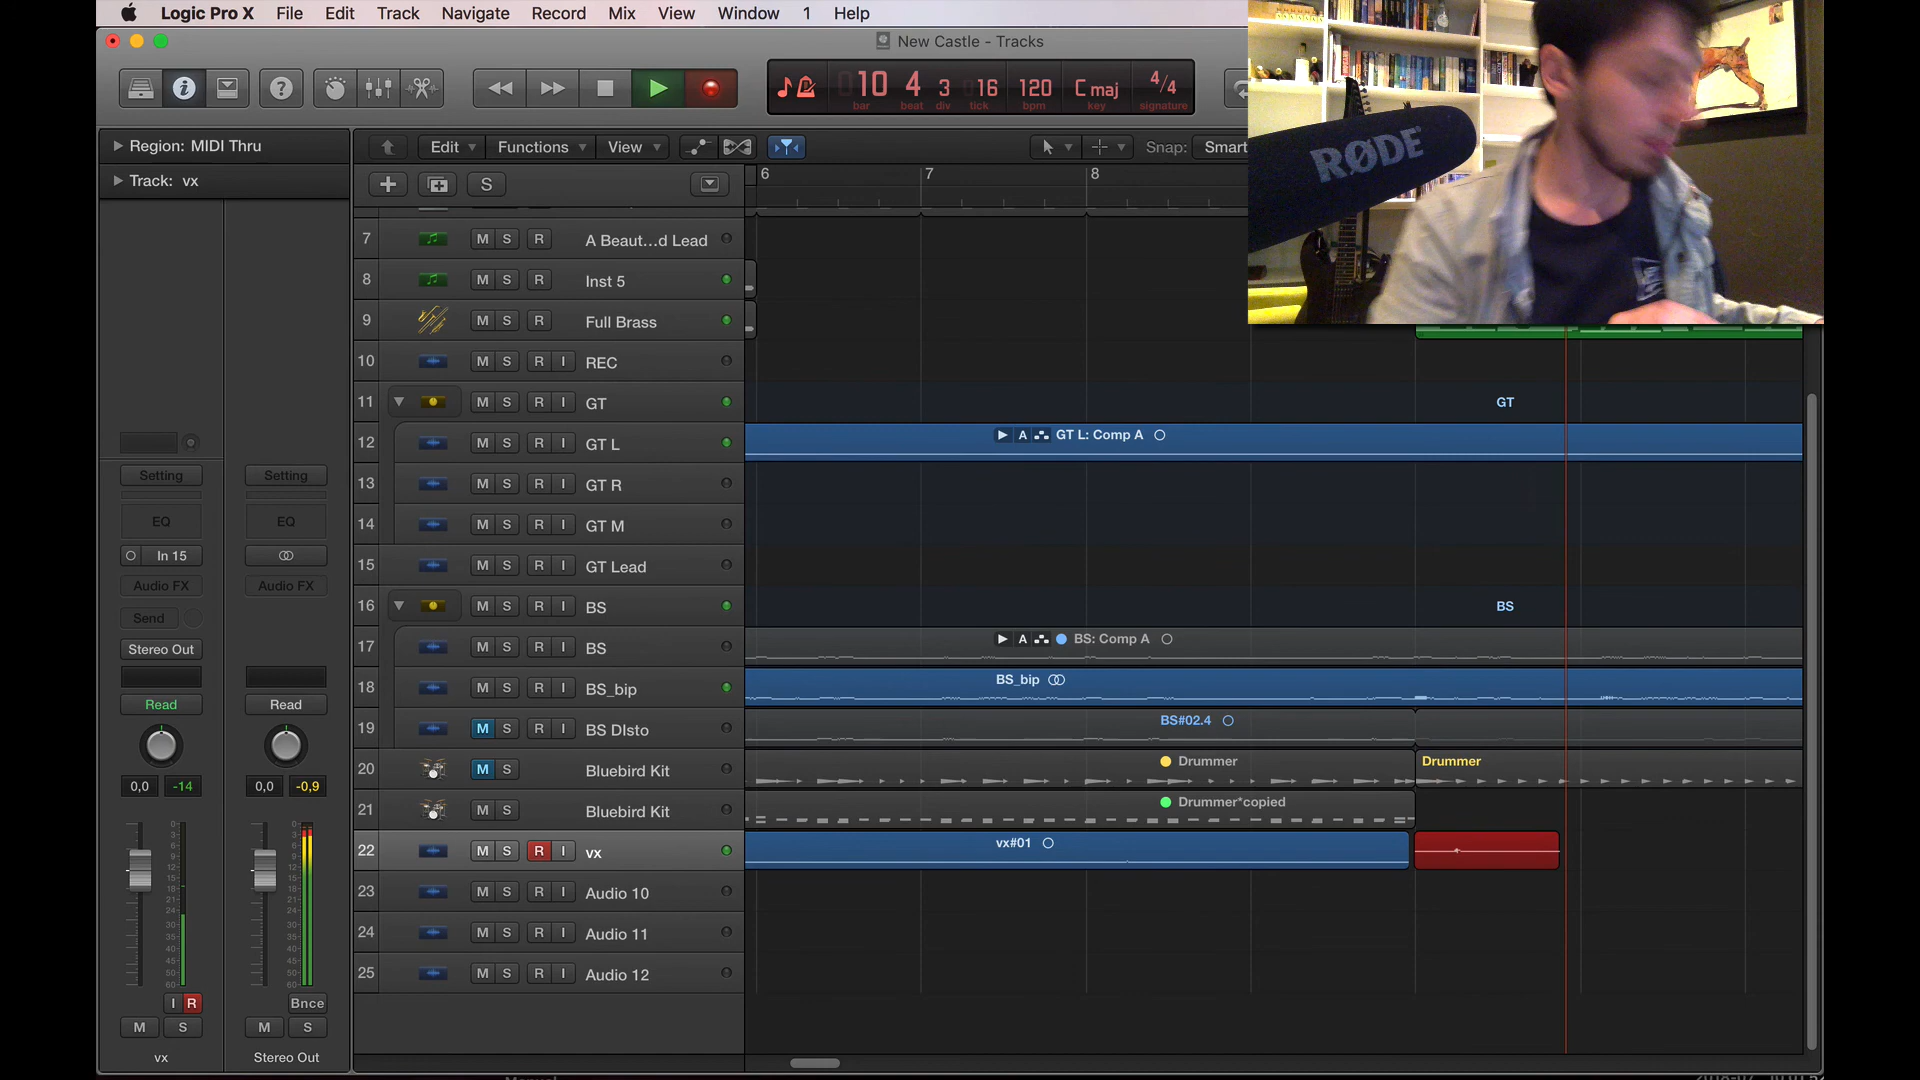 Logic Pro X File Edit Track Navigate Record Mix View Window 1 Help
New Castle - Tracks
10 4 3 16 120 C maj 4/4
bar beat div tick bpm key signature
RØDE
Region: MIDI Thru
Edit Functions View Snap: Smart
Track: vx
S
6 7 8
7 M S R A Beaut...d Lead
8 M S R Inst 5
9 M S R Full Brass
10 M S R I REC
11 M S R I GT GT
12 M S R I GT L A GT L: Comp A
13 M S R I GT R
14 M S R I GT M
15 M S R I GT Lead
16 M S R I BS BS
17 M S R I BS A BS: Comp A
18 M S R I BS_bip BS_bip
19 M S R I BS DIsto BS#02.4
20 M S Bluebird Kit Drummer Drummer
21 M S Bluebird Kit Drummer*copied
22 M S R I vx vx#01
23 M S R I Audio 10
24 M S R I Audio 11
25 M S R I Audio 12
Setting Setting
EQ EQ
In 15
Audio FX Audio FX
Send
Stereo Out
Read Read
0,0 -14 0,0 -0,9
I R Bnce
M S M S
vx Stereo Out